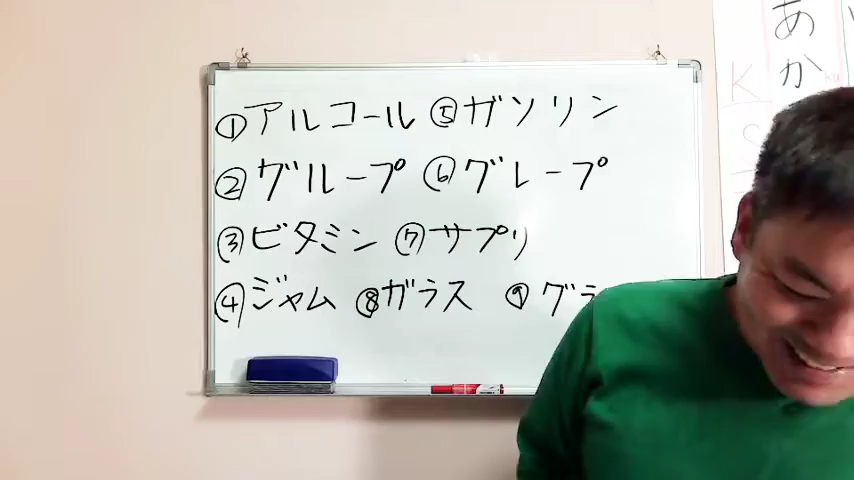 ①アルコール ⑤ガソリン
②グループ ⑥グレープ
③ビタミン ⑦サプリ
④ジャム ⑧ガラス ⑨グラ
あ
か
K
S